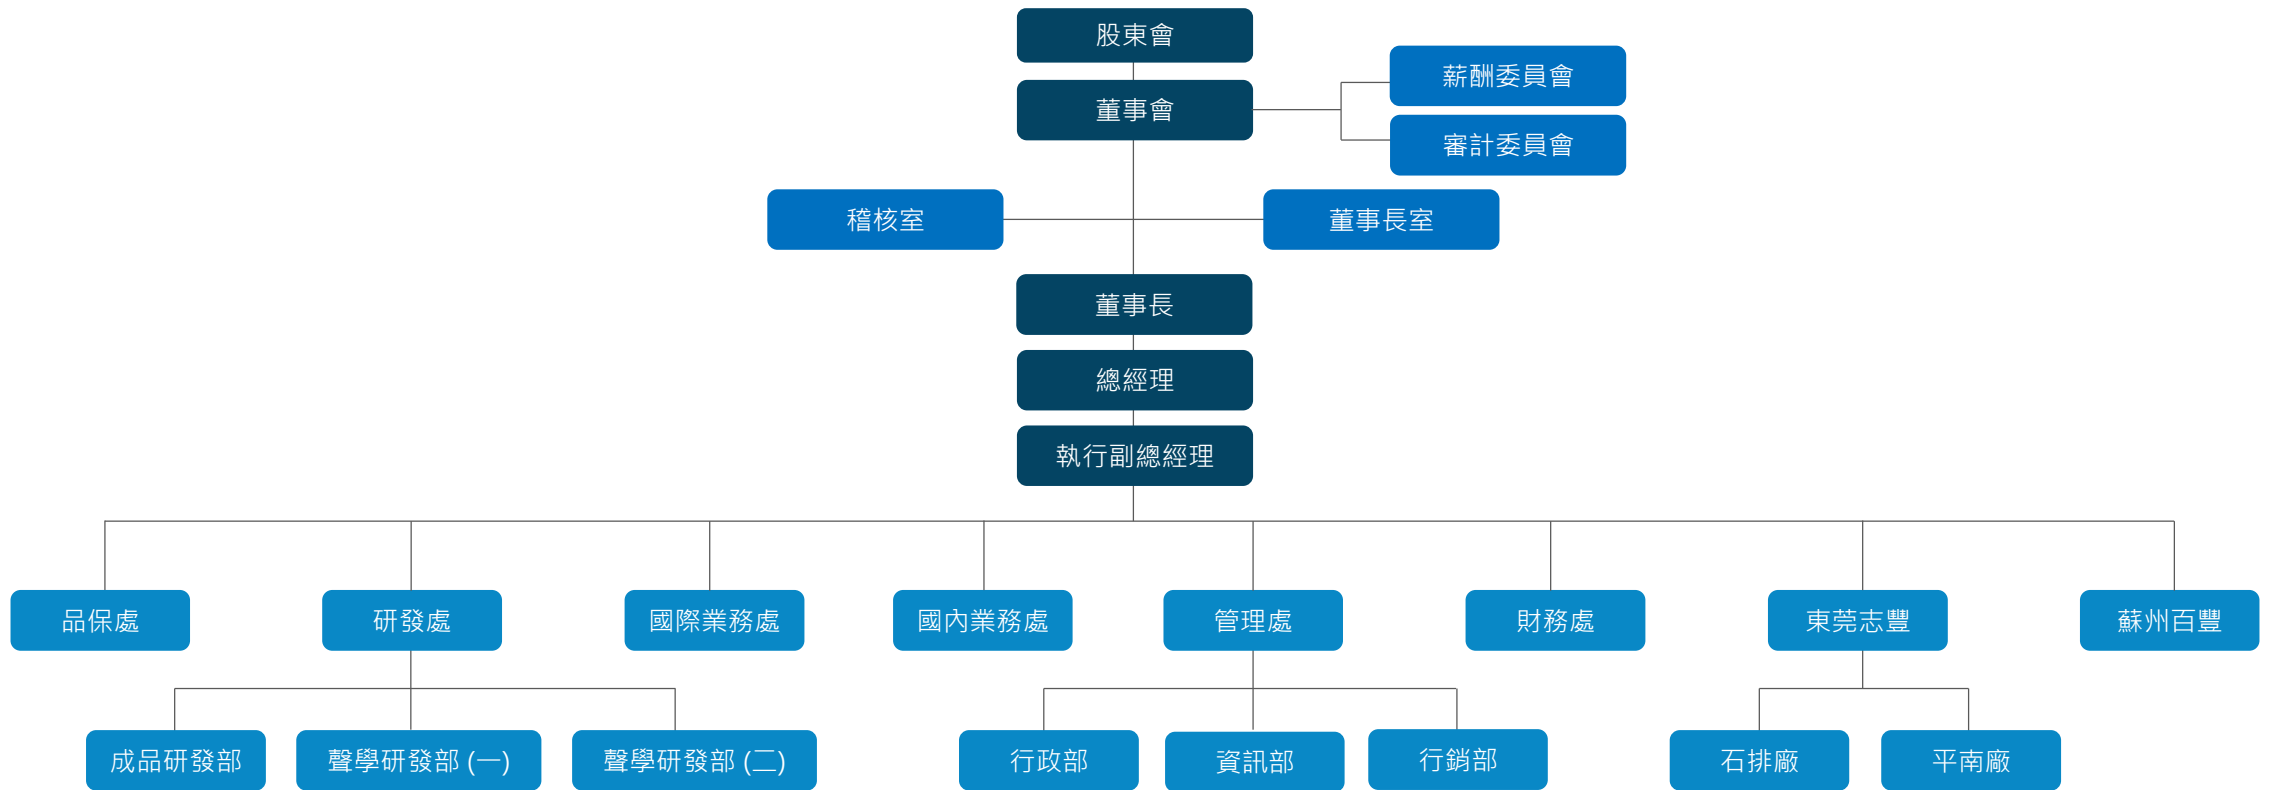 股東會
董事會
薪酬委員會
審計委員會
稽核室
董事長室
董事長
總經理
執行副總經理
品保處
研發處
國際業務處
國內業務處
管理處
財務處
東莞志豐
蘇州百豐
成品研發部
聲學研發部 (一)
聲學研發部 (二)
行政部
資訊部
行銷部
石排廠
平南廠